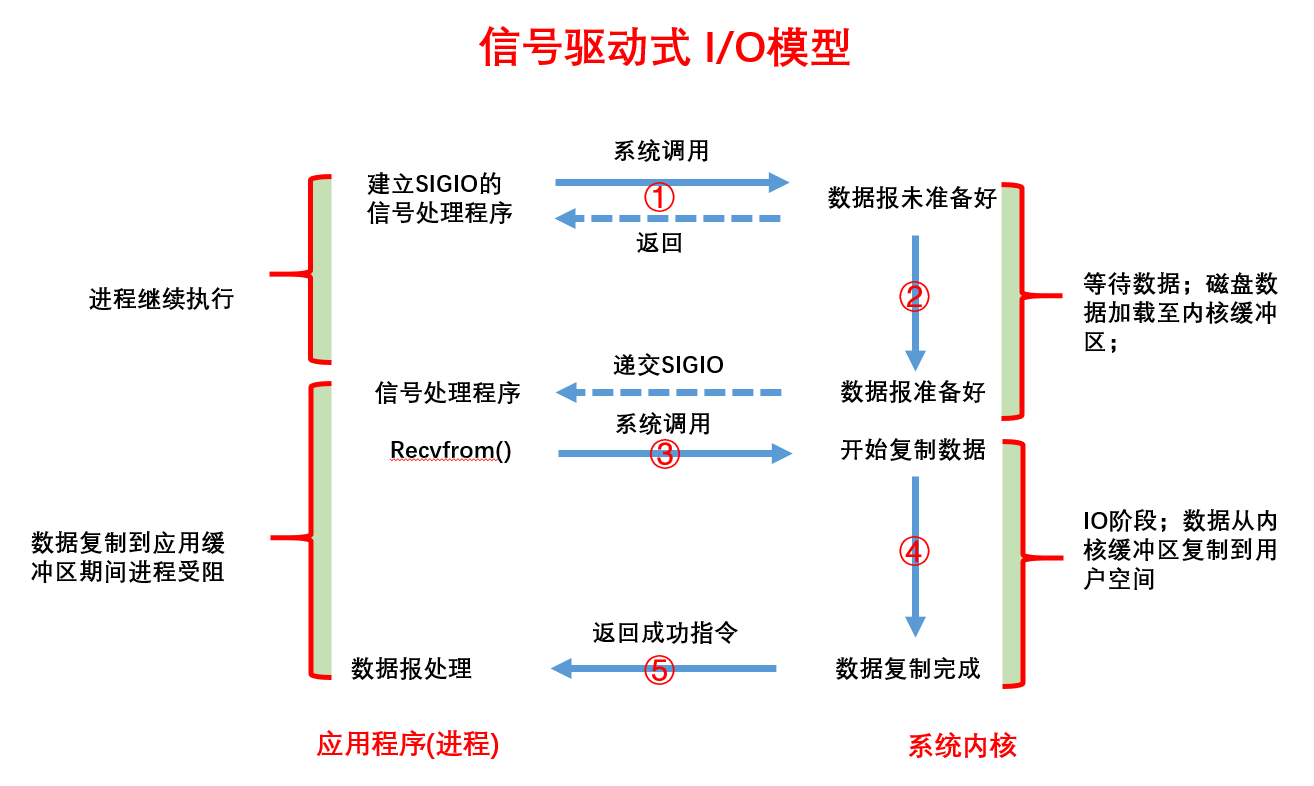 信号驱动式 I/O模型
系统调用
建立SIGIO的
信号处理程序
①
数据报未准备好
返回
进程继续执行
②
等待数据；磁盘数
据加载至内核缓冲
区；
递交SIGIO
信号处理程序
数据报准备好
系统调用
Recvfrom()
③
开始复制数据
数据复制到应用缓
冲区期间进程受阻
④
IO阶段；数据从内
核缓冲区复制到用
户空间
返回成功指令
数据报处理
⑤
数据复制完成
应用程序(进程)
系统内核